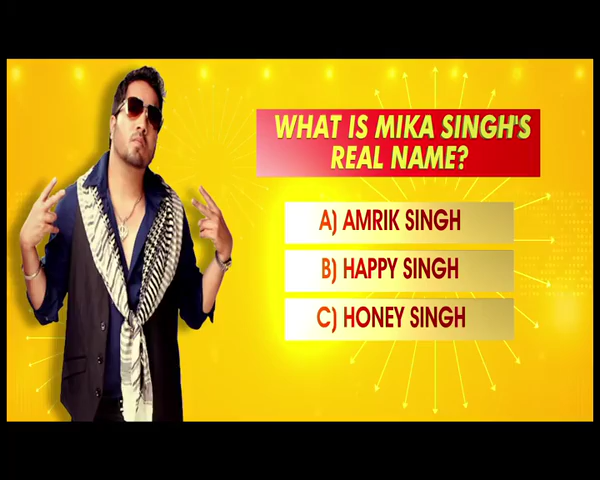 WHAT IS MIKA SINGH'S
REAL NAME?
A) AMRIK SINGH
B) HAPPY SINGH
C) HONEY SINGH